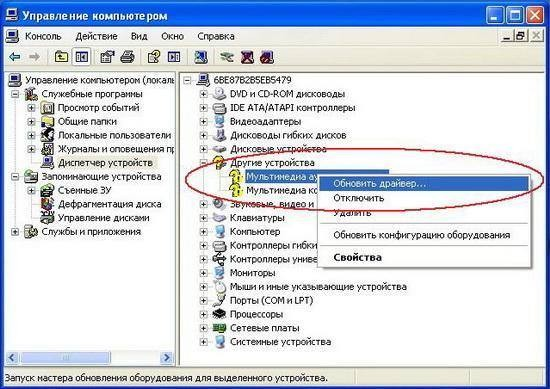 Управление компьютером
Консоль Действие Вид Окно Справка
Управление компьютером (локал
Служебные программы
Просмотр событий
Общие папки
Локальные пользователи
Журналы и оповещения пр
Диспетчер устройств
Запоминающие устройства
Съемные ЗУ
Дефрагментация диска
Управление дисками
Службы и приложения
6BE87B2B5EB5479
DVD и CD-ROM дисководы
IDE ATA/ATAPI контроллеры
Видеоадаптеры
Дисководы гибких дисков
Дисковые устройства
Другие устройства
Мультимедиа ау
Мультимедиа ко
Звуковые, видео и
Клавиатуры
Компьютер
Контроллеры гибки
Контроллеры униве
Мониторы
Мыши и иные указывающие устройства
Порты (COM и LPT)
Процессоры
Сетевые платы
Системные устройства
Обновить драйвер...
Отключить
Удалить
Обновить конфигурацию оборудования
Свойства
Запуск мастера обновления оборудования для выделенного устройства.